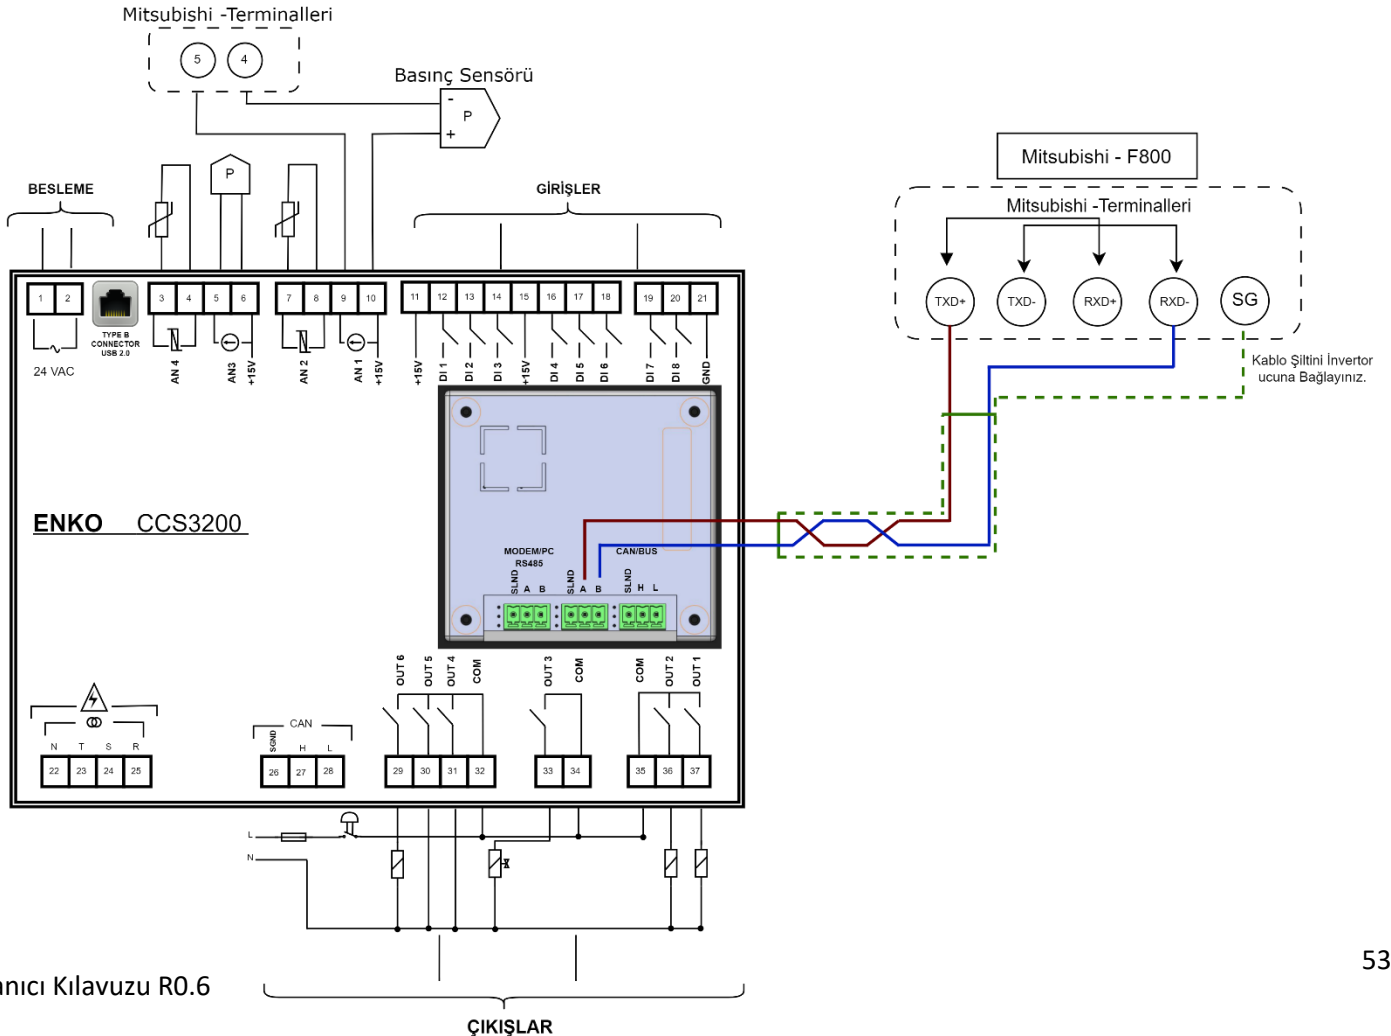 Mitsubishi -Terminalleri
5 4
Basınç Sensörü
-
P
+
P
BESLEME
GİRİŞLER
1 2
TYPE B
CONNECTOR
USB 2.0
3 4 5 6
7 8 9 10
11 12 13 14 15 16 17 18
19 20 21
24 VAC
AN 4
AN3
+15V
AN 2
AN 1
+15V
+15V
DI 1
DI 2
DI 3
+15V
DI 4
DI 5
DI 6
DI 7
DI 8
GND
Mitsubishi - F800
Mitsubishi -Terminalleri
TXD+ TXD- RXD+ RXD- SG
Kablo Şiltini İnvertor
ucuna Bağlayınız.
ENKO CCS3200
MODEM/PC
RS485
CAN/BUS
SLND A B
SLND A B
SLND H L
OUT 6
OUT 5
OUT 4
COM
OUT 3
COM
COM
OUT 2
OUT 1
N T S R
22 23 24 25
CAN
SGND H L
26 27 28
29 30 31 32
33 34
35 36 37
L
N
ÇIKIŞLAR
anıcı Kılavuzu R0.6
53